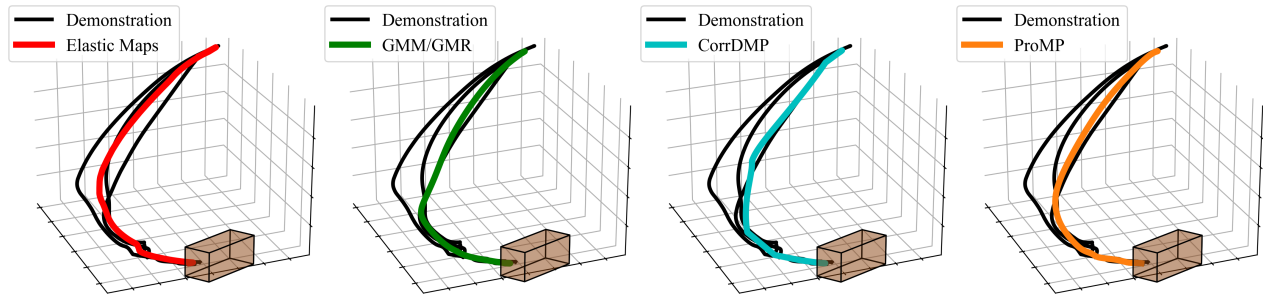 Demonstration
Elastic Maps
Demonstration
GMM/GMR
Demonstration
CorrDMP
Demonstration
ProMP